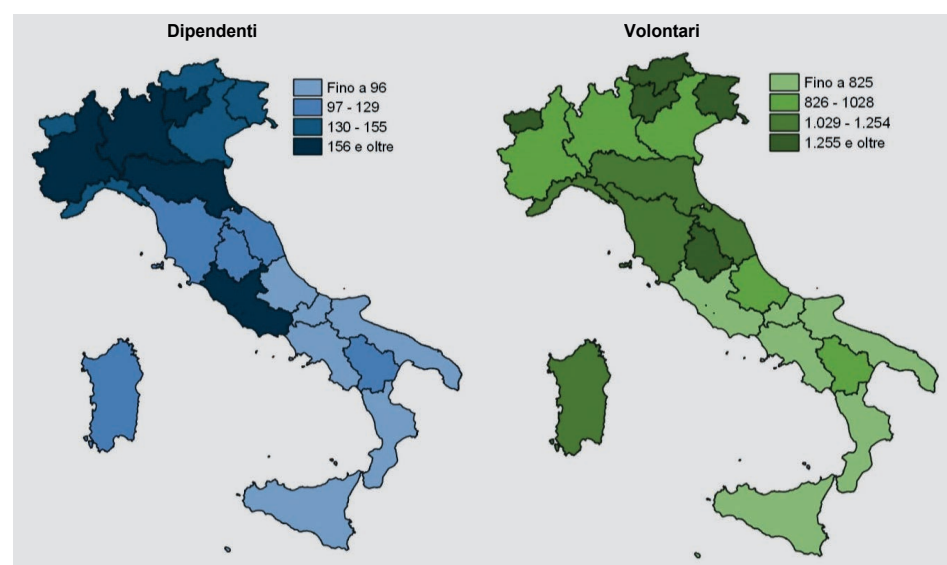 Dipendenti
Fino a 96
97 - 129
130 - 155
156 e oltre
Volontari
Fino a 825
826 - 1028
1.029 - 1.254
1.255 e oltre